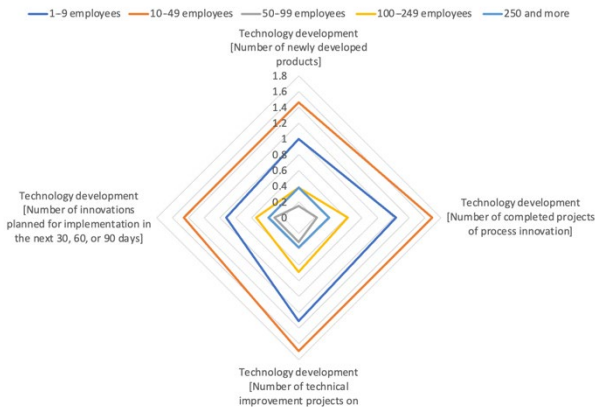 1–9 employees 10–49 employees 50–99 employees 100–249 employees 250 and more
Technology development
[Number of newly developed
products]
1.8
1.6
1.4
1.2
1
0.8
0.6
0.4
0.2
0
Technology development
[Number of innovations
planned for implementation in
the next 30, 60, or 90 days]
Technology development
[Number of completed projects
of process innovation]
Technology development
[Number of technical
improvement projects on